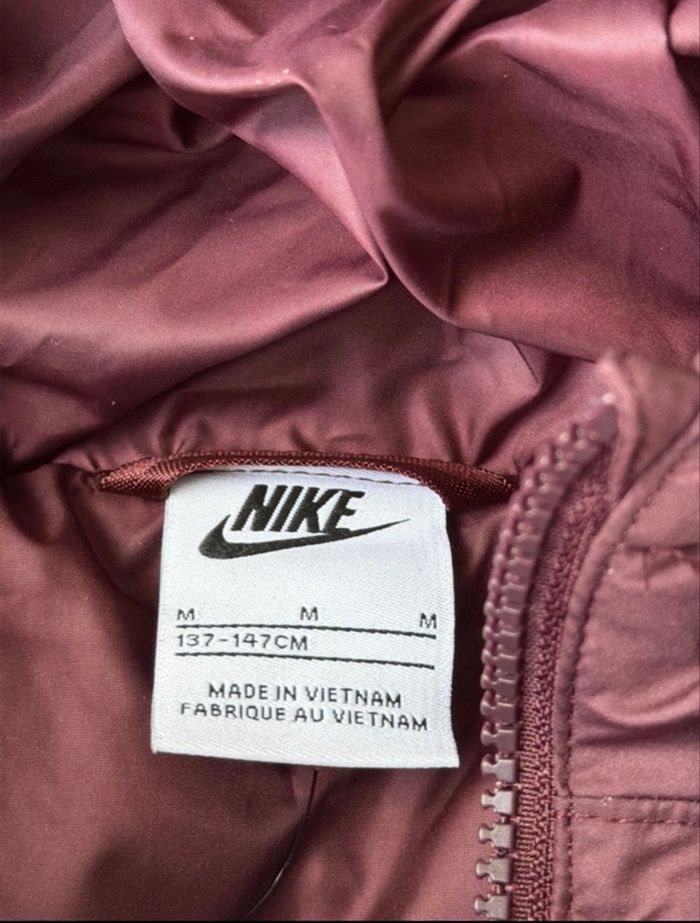 NIKE
M M M
137-147CM
MADE IN VIETNAM
FABRIQUE AU VIETNAM